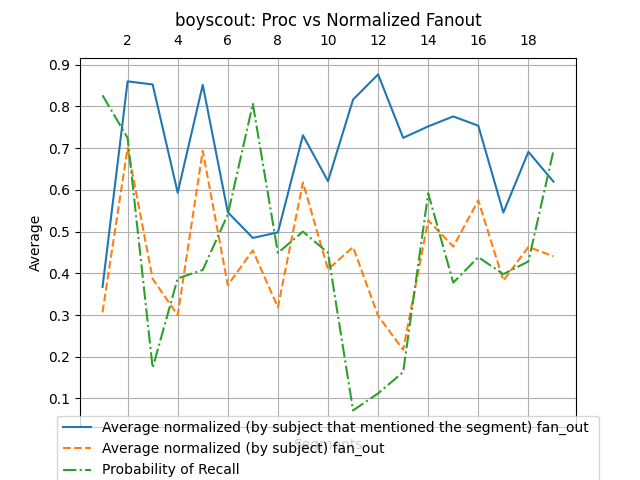 boyscout: Proc vs Normalized Fanout
2 4 6 8 10 12 14 16 18
0.9
0.8
0.7
0.6
0.5
0.4
0.3
0.2
0.1
Average
Segments
Average normalized (by subject that mentioned the segment) fan_out
Average normalized (by subject) fan_out
Probability of Recall